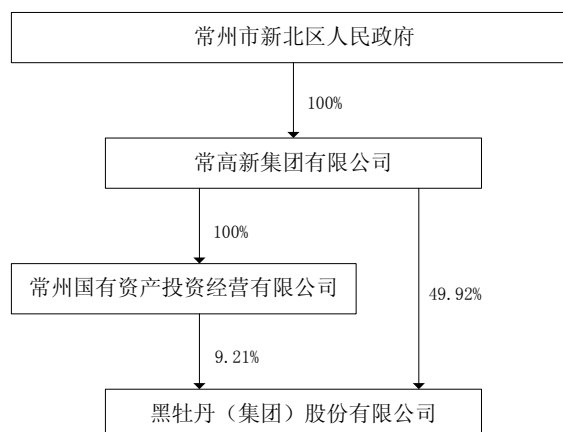 常州市新北区人民政府
100%
常高新集团有限公司
100%
常州国有资产投资经营有限公司
49.92%
9.21%
黑牡丹（集团）股份有限公司